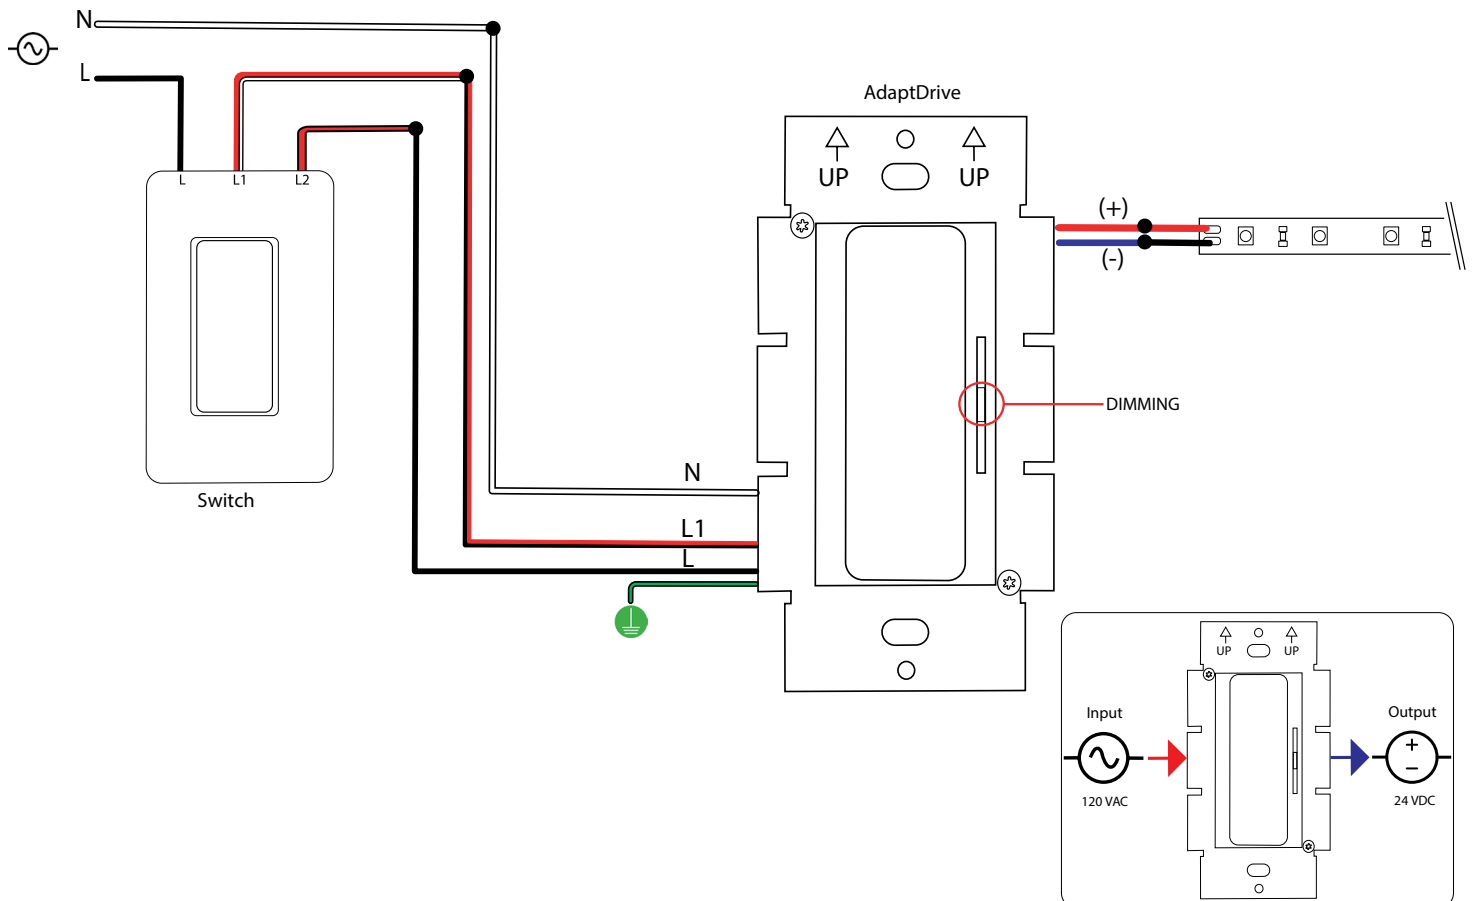 N
L
L
L1
L2
Switch
AdaptDrive
UP
UP
(+)
(-)
DIMMING
N
L1
L
UP
UP
Input
Output
120 VAC
24 VDC